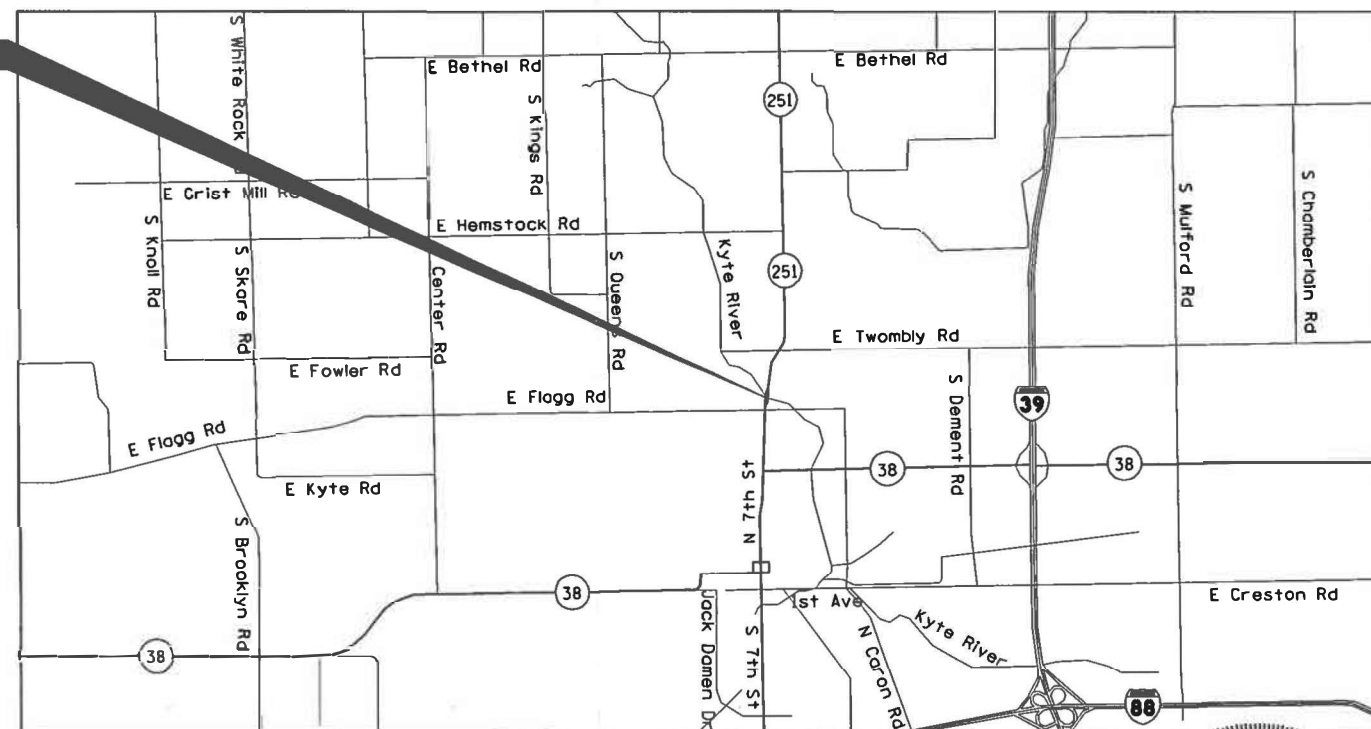 S White Rock
E Bethel Rd
E Bethel Rd
251
S Kings Rd
E Crist Mill
E Hemstock Rd
S Knoll Rd
S Skare Rd
Center Rd
S Queens Rd
Kyte River
251
S Mulford Rd
S Chamberlain Rd
E Twombly Rd
E Fowler Rd
E Flagg Rd
S Dement Rd
39
E Flagg Rd
38
38
E Kyte Rd
N 7th St
S Brooklyn Rd
38
1st Ave
E Creston Rd
38
Jack Damen Dr
S 7th St
N Caron Rd
Kyte River
88